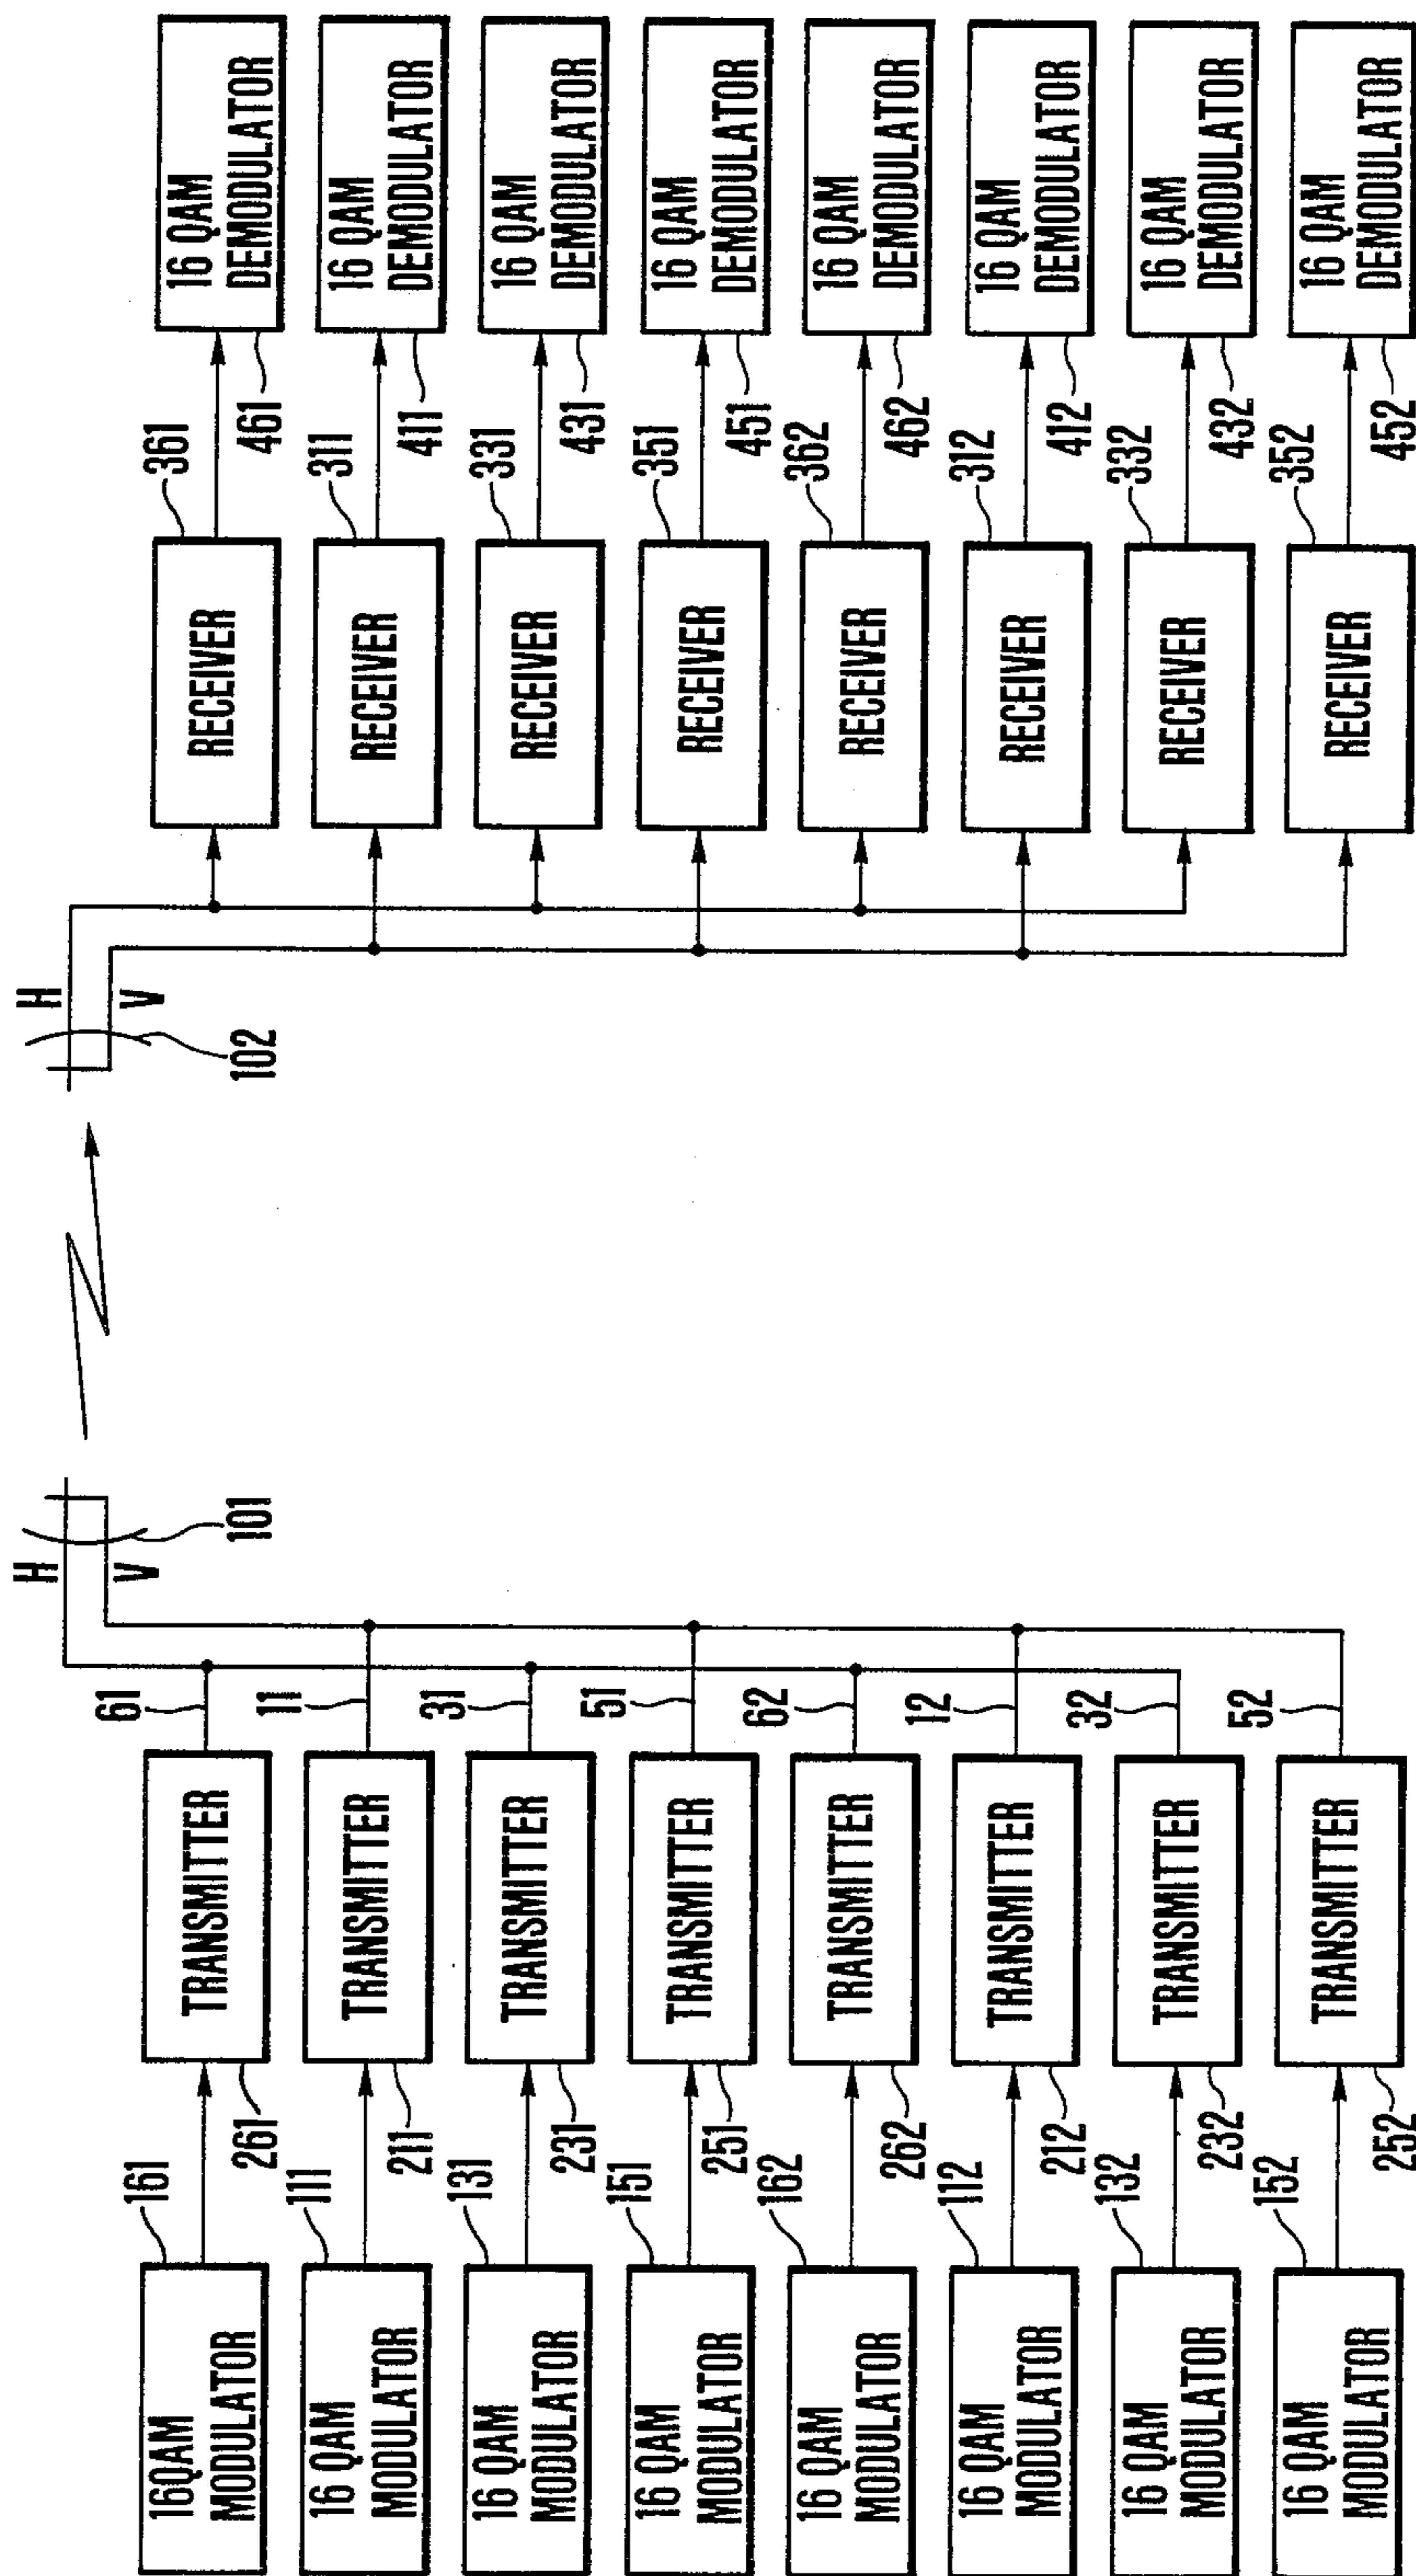 H
V
101
102
H
V
16QAM
MODULATOR
161
TRANSMITTER
261
61
RECEIVER
361
16 QAM
DEMODULATOR
461
16 QAM
MODULATOR
111
TRANSMITTER
211
11
RECEIVER
311
16 QAM
DEMODULATOR
411
16 QAM
MODULATOR
131
TRANSMITTER
231
31
RECEIVER
331
16 QAM
DEMODULATOR
431
16 QAM
MODULATOR
151
TRANSMITTER
251
51
RECEIVER
351
16 QAM
DEMODULATOR
451
16 QAM
MODULATOR
162
TRANSMITTER
262
62
RECEIVER
362
16 QAM
DEMODULATOR
462
16 QAM
MODULATOR
112
TRANSMITTER
212
12
RECEIVER
312
16 QAM
DEMODULATOR
412
16 QAM
MODULATOR
132
TRANSMITTER
232
32
RECEIVER
332
16 QAM
DEMODULATOR
432
16 QAM
MODULATOR
152
TRANSMITTER
252
52
RECEIVER
352
16 QAM
DEMODULATOR
452